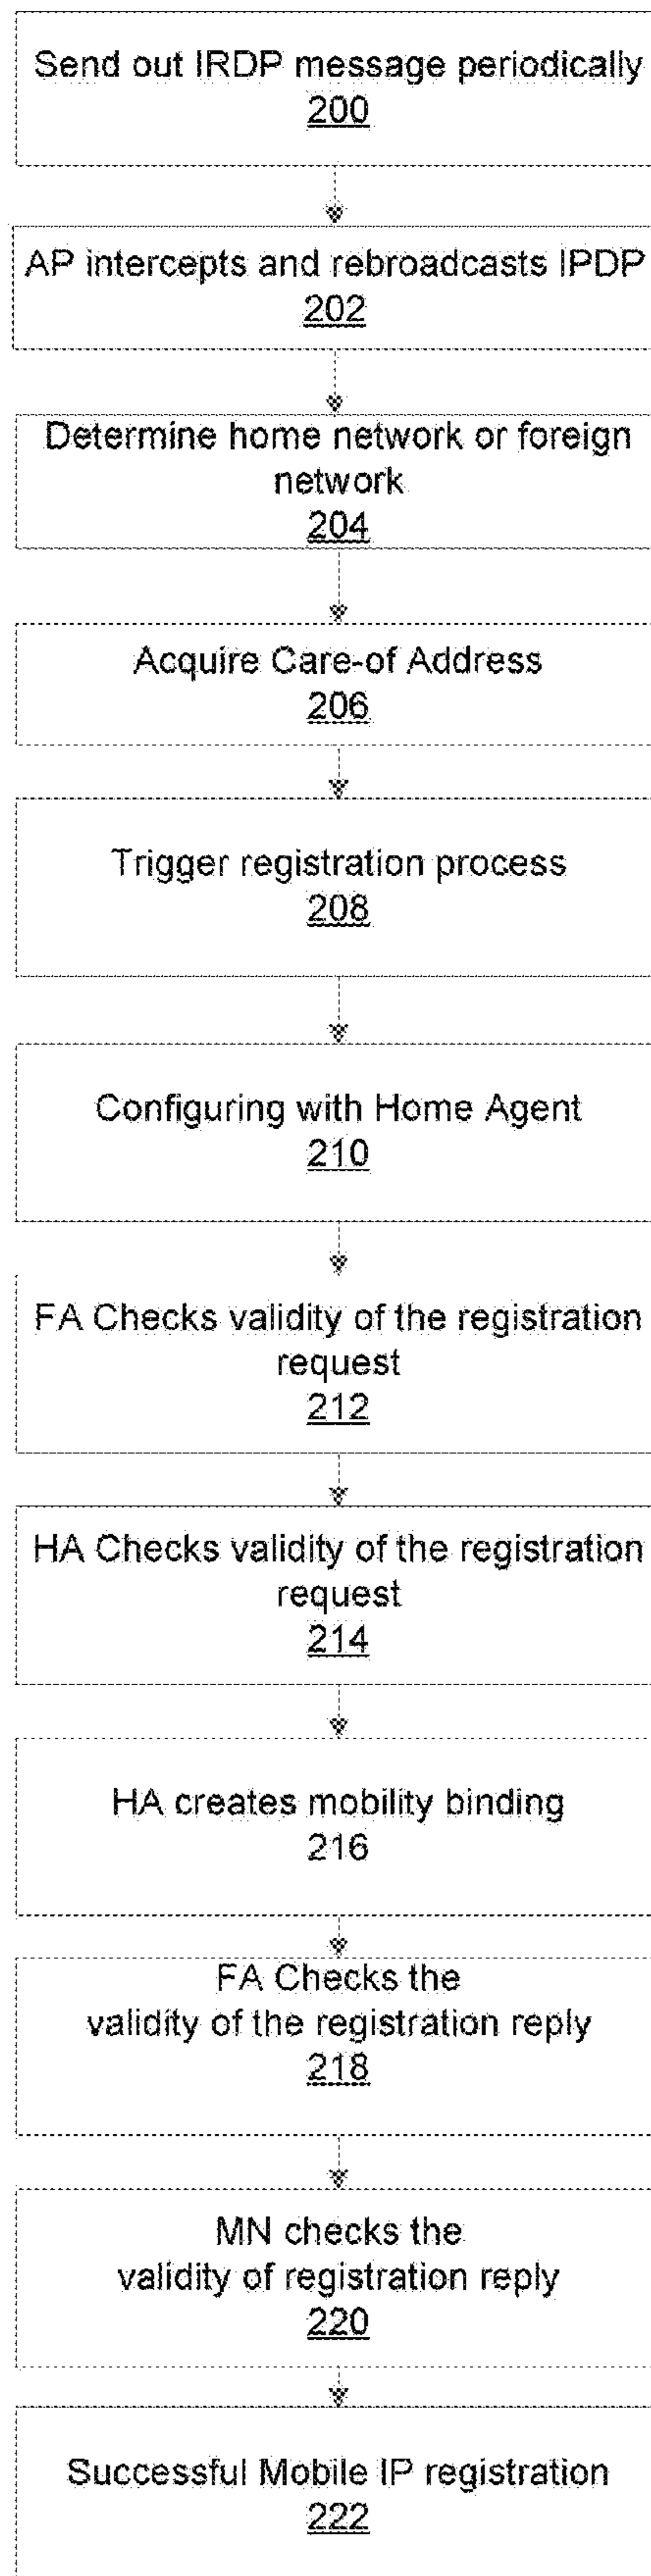 Send out IRDP message periodically
200
AP intercepts and rebroadcasts IPDP
202
Determine home network or foreign
network
204
Acquire Care-of Address
206
Trigger registration process
208
Configuring with Home Agent
210
FA Checks validity of the registration
request
212
HA Checks validity of the registration
request
214
HA creates mobility binding
216
FA Checks the
validity of the registration reply
218
MN checks the
validity of registration reply
220
Successful Mobile IP registration
222